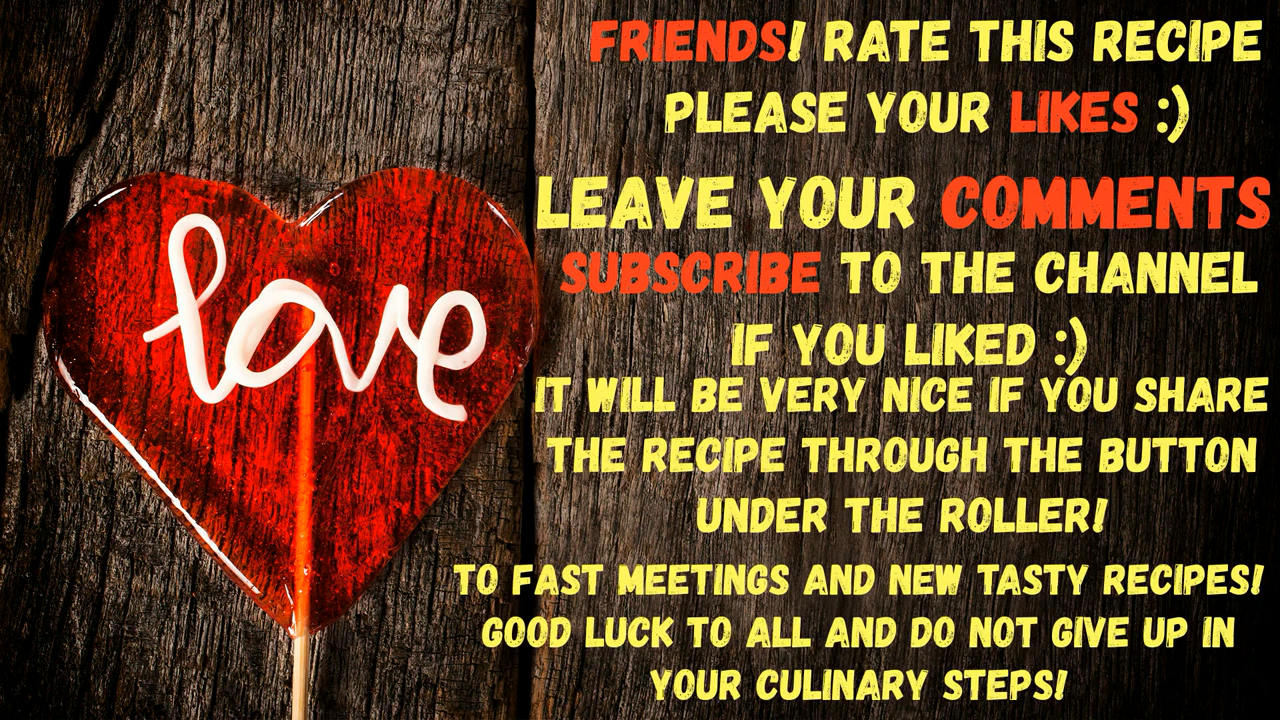 love
FRIENDS! RATE THIS RECIPE
PLEASE YOUR LIKES :)
LEAVE YOUR COMMENTS
SUBSCRIBE TO THE CHANNEL
IF YOU LIKED :)
IT WILL BE VERY NICE IF YOU SHARE
THE RECIPE THROUGH THE BUTTON
UNDER THE ROLLER!
TO FAST MEETINGS AND NEW TASTY RECIPES!
GOOD LUCK TO ALL AND DO NOT GIVE UP IN
YOUR CULINARY STEPS!